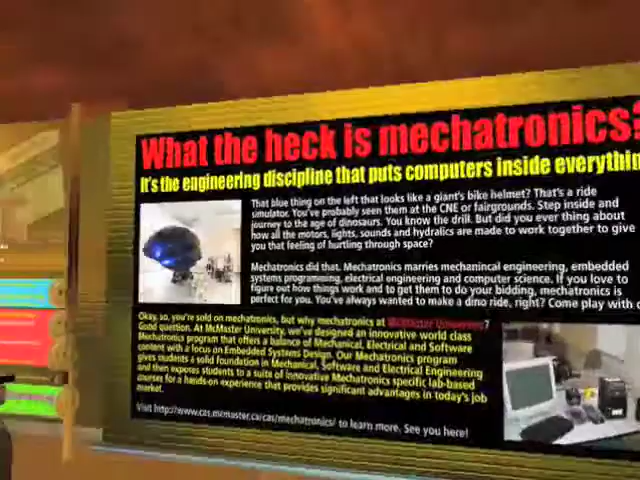 What the heck is mechatronics?
It's the engineering discipline that puts computers inside everythin
That blue thing on the left that looks like a giant's bike helmet? That's a ride
simulator. You've probably seen them at the CNE or fairgrounds. Step inside and
journey to the age of dinosaurs. You know the drill. But did you ever thing about
how all the motors, lights, sounds and hydralics are made to work together to give
you that feeling of hurtling through space?
Mechatronics did that. Mechatronics marries mechanincal engineering, embedded
systems programming, electrical engineering and computer science. If you love to
figure out how things work and to get them to do your bidding, mechatronics is
perfect for you. You've always wanted to make a dino ride, right? Come play with
Okay, so, you're sold on mechatronics, but why mechatronics at McMaster University?
Good question. At McMaster University, we've designed an innovative world class
Mechatronics program that offers a balance of Mechanical, Electrical and Software
content with a focus on Embedded Systems Design. Our Mechatronics program
gives students a solid foundation in Mechanical, Software and Electrical Engineering
and then exposes students to a suite of innovative Mechatronics specific lab-based
courses for a hands-on experience that provides significant advantages in today's job
market.
Visit http://www.cas.mcmaster.ca/cas/mechatronics/ to learn more. See you here!